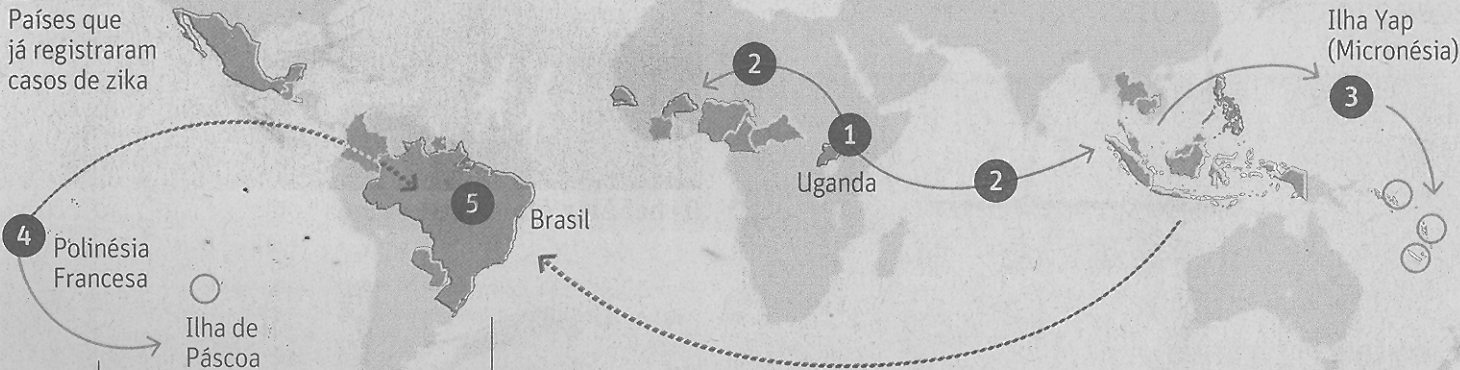 Países que
já registraram
casos de zika
Ilha Yap
(Micronésia)
2
3
1
Uganda
2
5
Brasil
4
Polinésia
Francesa
Ilha de
Páscoa